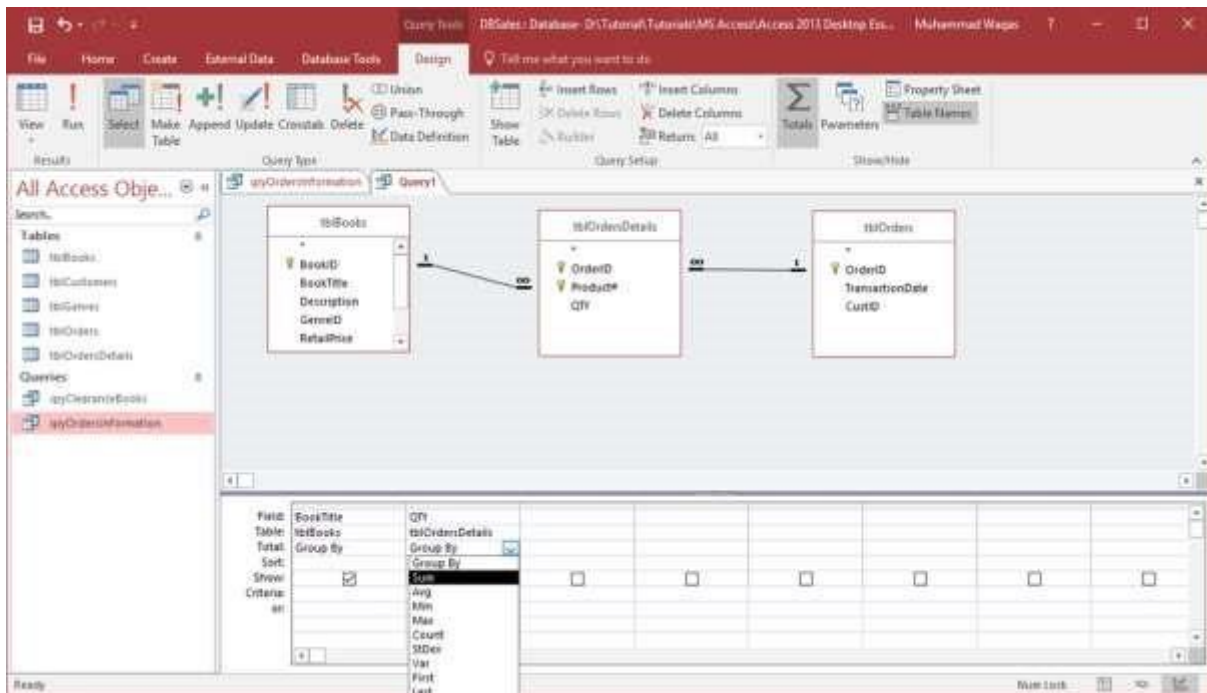 Query Tools
DBSales : Database- D:\Tutorial\Tutorials\MS Access\Access 2013 Desktop Ess...
Muhammad Waqas
?
File
Home
Create
External Data
Database Tools
Design
Tell me what you want to do
View
Run
Select
Make Table
Append
Update
Crosstab
Delete
Union
Pass-Through
Data Definition
Show Table
Insert Rows
Delete Rows
Builder
Insert Columns
Delete Columns
Return: All
Totals
Parameters
Property Sheet
Table Names
Results
Query Type
Query Setup
Show/Hide
All Access Obje...
Search...
Tables
tblBooks
tblCustomers
tblGenres
tblOrders
tblOrdersDetails
Queries
qryClearanceBooks
qryOrdersInformation
qryOrdersInformation
Query1
tblBooks
*
BookID
BookTitle
Description
GenreID
RetailPrice
1
∞
tblOrdersDetails
*
OrderID
Product#
QTY
∞
1
tblOrders
*
OrderID
TransactionDate
CustID
Field: BookTitle QTY
Table: tblBooks tblOrdersDetails
Total: Group By Group By
Sort:
Show:
Criteria:
or:
Group By
Sum
Avg
Min
Max
Count
StDev
Var
First
Last
Ready
Num Lock
SQL